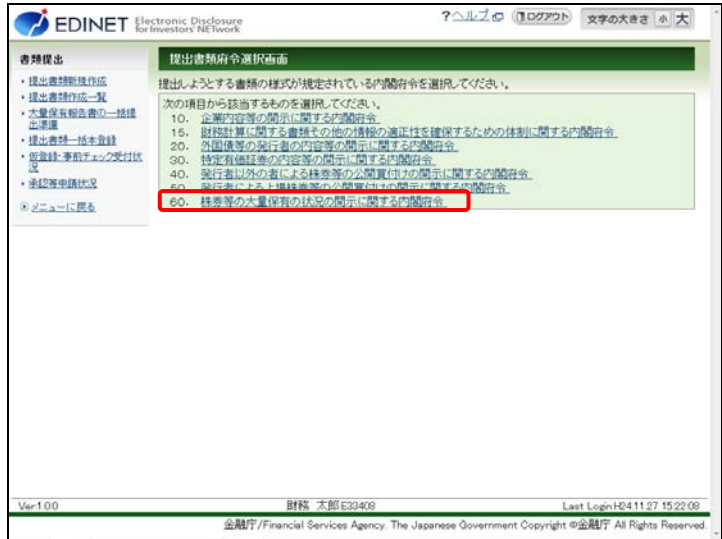 EDINET Electronic Disclosure for Investors' NETwork
?ヘルプ ログアウト 文字の大きさ 小 大
書類提出
・提出書類新規作成
・提出書類作成一覧
・大量保有報告書の一括提出準備
・提出書類一括本登録
・仮登録・事前チェック受付状況
・承認等申請状況
メニューに戻る
提出書類府令選択画面
提出しようとする書類の様式が規定されている内閣府令を選択してください。
次の項目から該当するものを選択してください。
10. 企業内容等の開示に関する内閣府令
15. 財務計算に関する書類その他の情報の適正性を確保するための体制に関する内閣府令
20. 外国債等の発行者の内容等の開示に関する内閣府令
30. 特定有価証券の内容等の開示に関する内閣府令
40. 発行者以外の者による株券等の公開買付けの開示に関する内閣府令
50. 発行者による上場株券等の公開買付けの開示に関する内閣府令
60. 株券等の大量保有の状況の開示に関する内閣府令
Ver.1.0.0 財務 太郎 E33408 Last Login:H24.11.27 15:22:08
金融庁/Financial Services Agency. The Japanese Government Copyright ©金融庁 All Rights Reserved.